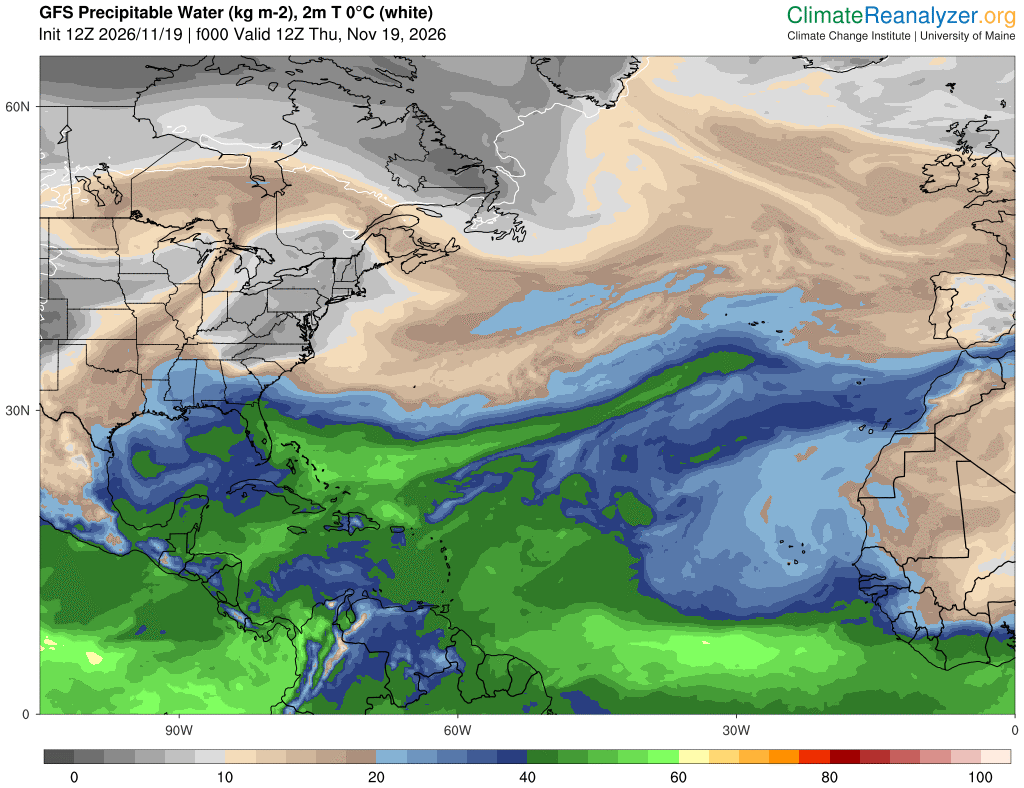 GFS Precipitable Water (kg m-2), 2m T 0°C (white)
Init 12Z 2026/11/19 | f000 Valid 12Z Thu, Nov 19, 2026
ClimateReanalyzer.org
Climate Change Institute | University of Maine
60N
30N
0
90W 60W 30W 0
0 10 20 40 60 80 100